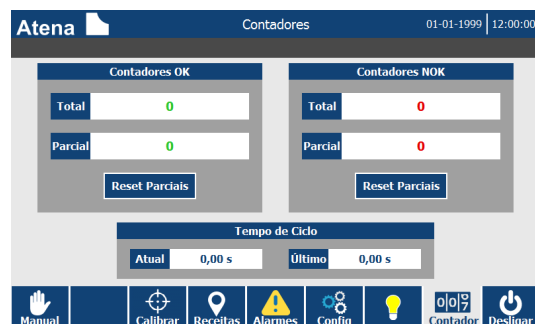 Atena Contadores 01-01-1999 12:00:00
Contadores OK Contadores NOK
Total 0 Total 0
Parcial 0 Parcial 0
Reset Parciais Reset Parciais
Tempo de Ciclo
Atual 0,00 s Último 0,00 s
Manual Calibrar Receitas Alarmes Config Contador Desligar